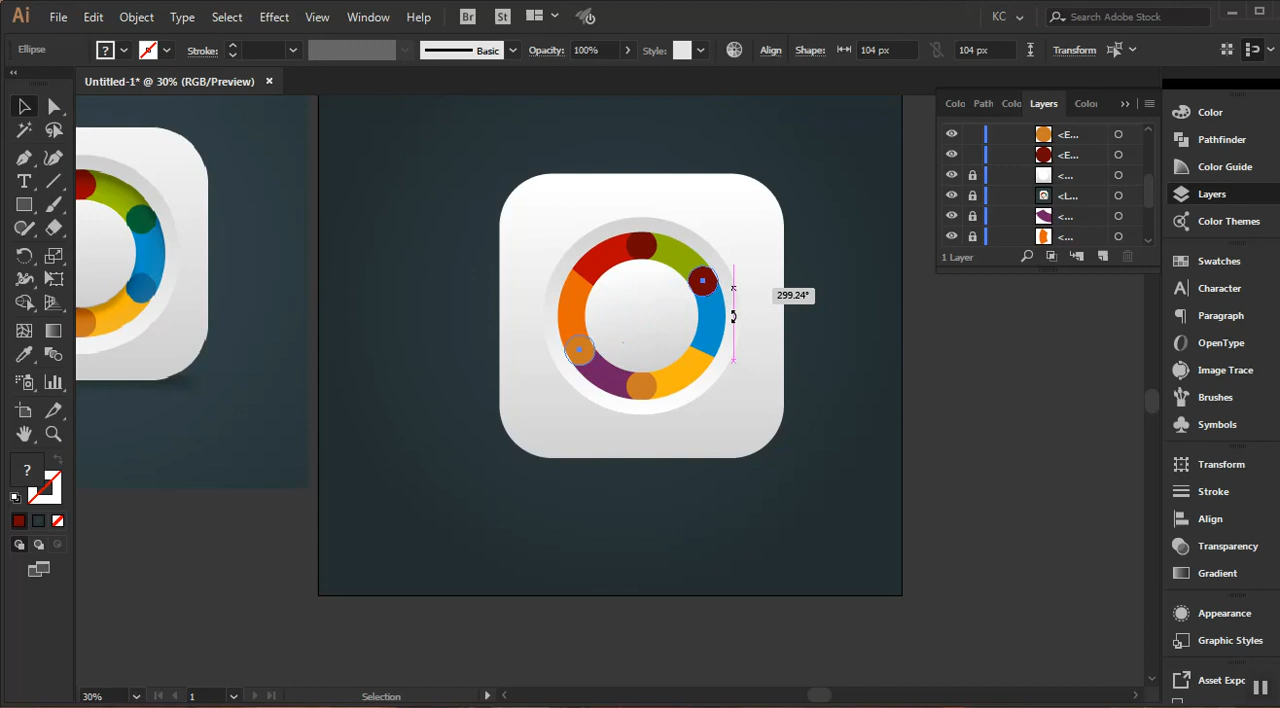 Ai File Edit Object Type Select Effect View Window Help Br St KC Search Adobe Stock
Ellipse ? Stroke: Basic Opacity: 100% Style: Align Shape: 104 px 104 px Transform
Untitled-1* @ 30% (RGB/Preview)
Colo Path Colo Layers Color
<E...
<E...
<...
<L...
<...
<...
1 Layer
Color
Pathfinder
Color Guide
Layers
Color Themes
Swatches
Character
Paragraph
OpenType
Image Trace
Brushes
Symbols
Transform
Stroke
Align
Transparency
Gradient
Appearance
Graphic Styles
Asset Expo
299.24°
?
30% 1 Selection